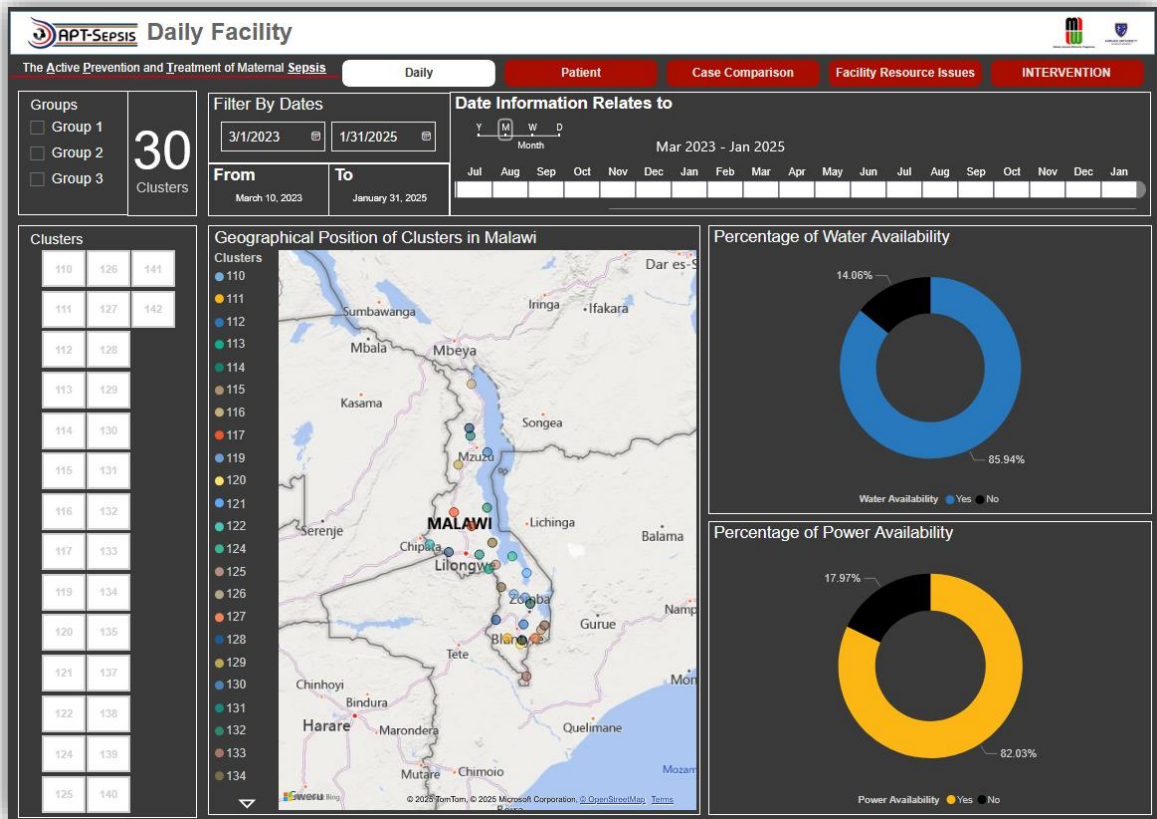 APT-SEPSIS Daily Facility
The Active Prevention and Treatment of Maternal Sepsis
Daily
Patient
Case Comparison
Facility Resource Issues
INTERVENTION
Groups
Group 1
Group 2
Group 3
30
Clusters
Filter By Dates
3/1/2023
1/31/2025
From
March 10, 2023
To
January 31, 2025
Date Information Relates to
Y M W D
Month
Mar 2023 - Jan 2025
Jul Aug Sep Oct Nov Dec Jan Feb Mar Apr May Jun Jul Aug Sep Oct Nov Dec Jan
Clusters
110 126 141
111 127 142
112 128
113 129
114 130
115 131
116 132
117 133
119 134
120 135
121 137
122 138
124 139
125 140
Geographical Position of Clusters in Malawi
Clusters
110
111
112
113
114
115
116
117
119
120
121
122
124
125
126
127
128
129
130
131
132
133
134
Dar es-S
Iringa
Ifakara
Sumbawanga
Mbala
Mbeya
Kasama
Songea
Mzuzu
Serenje
MALAWI
Lichinga
Chipata
Balama
Lilongwe
Zomba
Namp
Gurue
Blantyre
Tete
Mon
Chinhoyi
Bindura
Harare
Marondera
Quelimane
Mutare
Chimoio
Mozam
Gweru
Bing
© 2025 TomTom, © 2025 Microsoft Corporation, © OpenStreetMap Terms
Percentage of Water Availability
14.06%
85.94%
Water Availability Yes No
Percentage of Power Availability
17.97%
82.03%
Power Availability Yes No